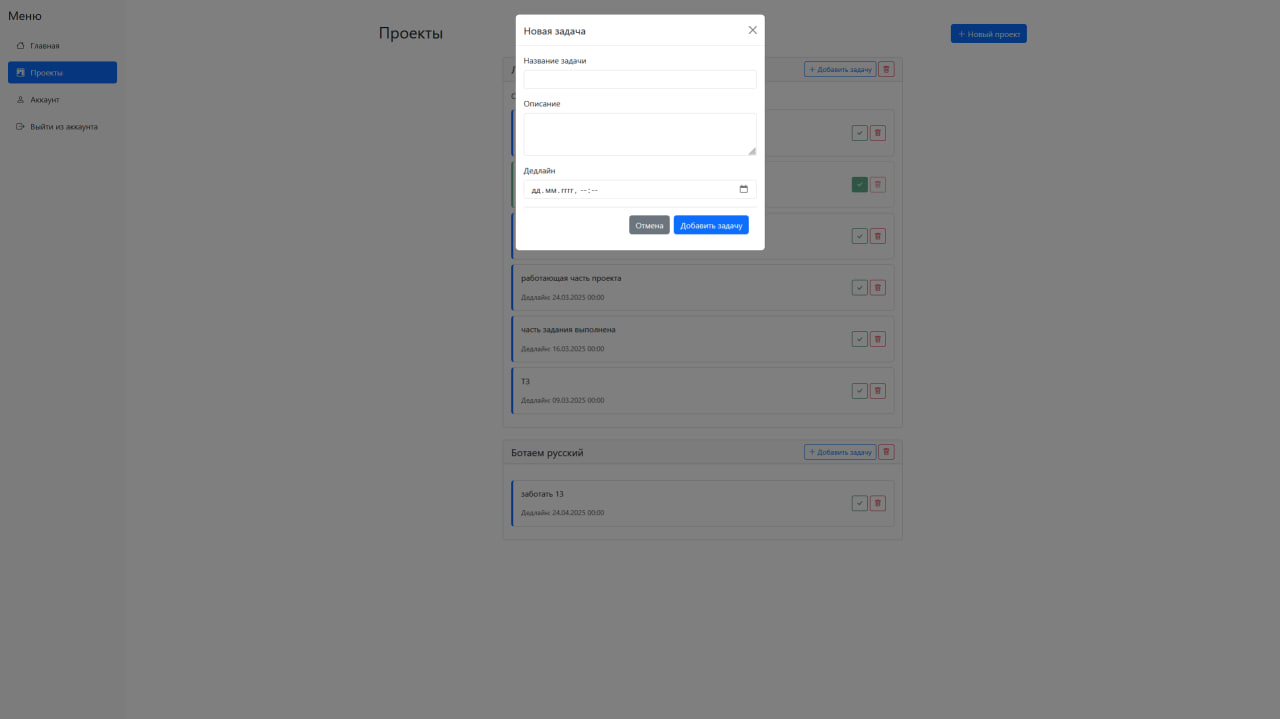 Меню
Главная
Проекты
Аккаунт
Выйти из аккаунта
Проекты
+ Новый проект
Новая задача
Название задачи
Описание
Дедлайн
дд.мм.гггг, --:--
Отмена
Добавить задачу
+ Добавить задачу
работающая часть проекта
Дедлайн: 24.03.2025 00:00
часть задания выполнена
Дедлайн: 16.03.2025 00:00
ТЗ
Дедлайн: 09.03.2025 00:00
Ботаем русский
+ Добавить задачу
заботать 13
Дедлайн: 24.04.2025 00:00